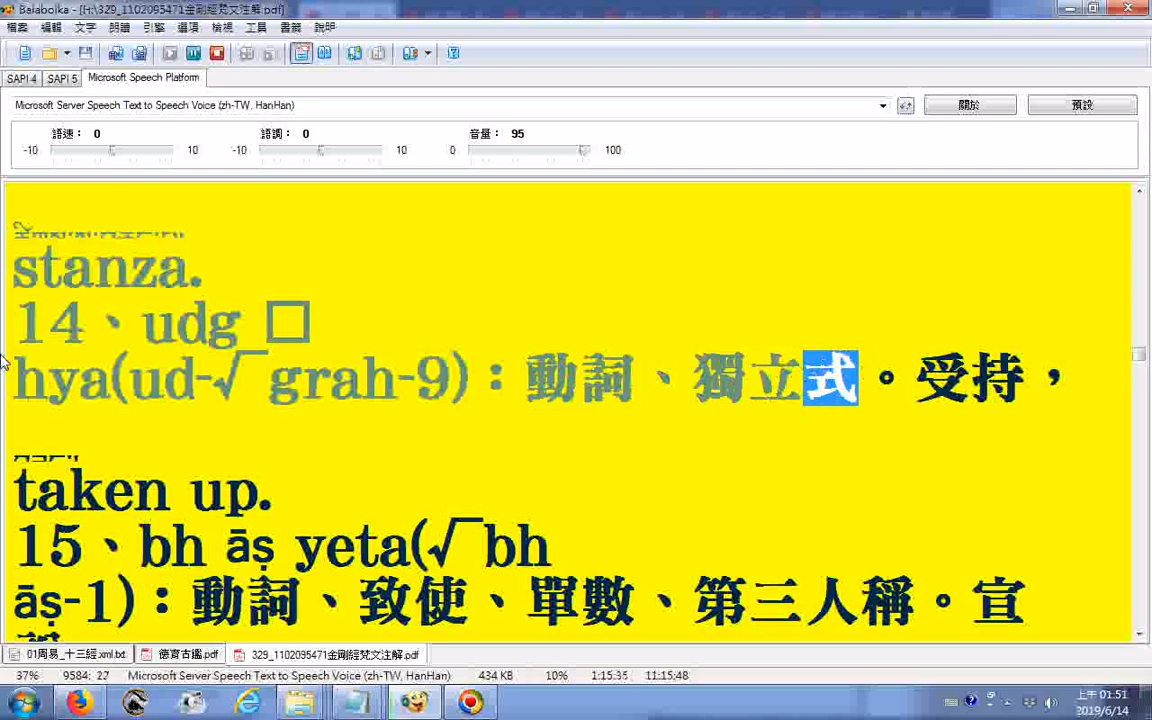 Balabolka - [H:\329_1102095471金剛經梵文注解.pdf]
檔案 編輯 文字 朗讀 引擎 選項 檢視 工具 書籤 說明
SAPI 4 SAPI 5 Microsoft Speech Platform
Microsoft Server Speech Text to Speech Voice (zh-TW, HanHan) 關於 預設
語速： 0 語調： 0 音量： 95
-10 10 -10 10 0 100
stanza.
14、udg □
hya(ud-√ grah-9)：動詞、獨立式。受持，
taken up.
15、bh āṣ yeta(√bh
āṣ-1)：動詞、致使、單數、第三人稱。宣
01周易_十三經.xml.txt 德育古鑑.pdf 329_1102095471金剛經梵文注解.pdf
37% 9584: 27 Microsoft Server Speech Text to Speech Voice (zh-TW, HanHan) 434 KB 10% 1:15:35 11:15:48
上午 01:51
2019/6/14